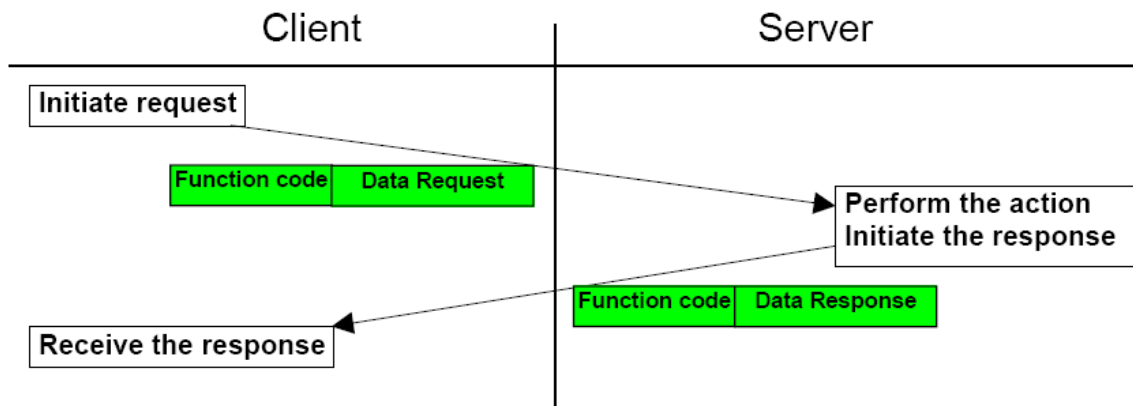 Client
Server
Initiate request
Function code
Data Request
Perform the action
Initiate the response
Function code
Data Response
Receive the response